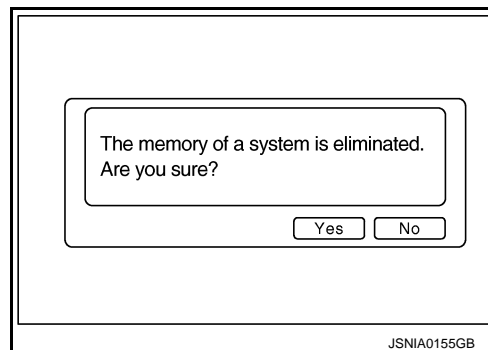 The memory of a system is eliminated.
Are you sure?
Yes No
JSNIA0155GB